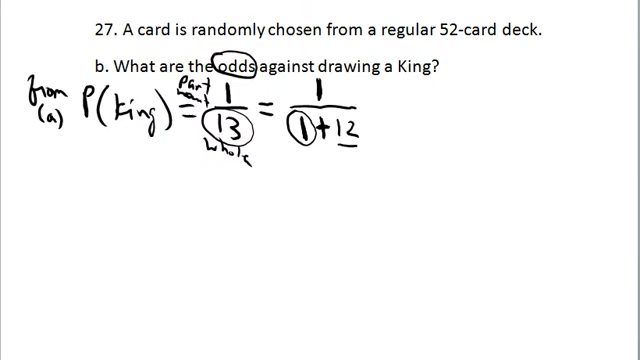 27. A card is randomly chosen from a regular 52-card deck.
b. What are the odds against drawing a King?
from (a) P(King) = part want 1 / 13 whole = 1 / 1 + 12